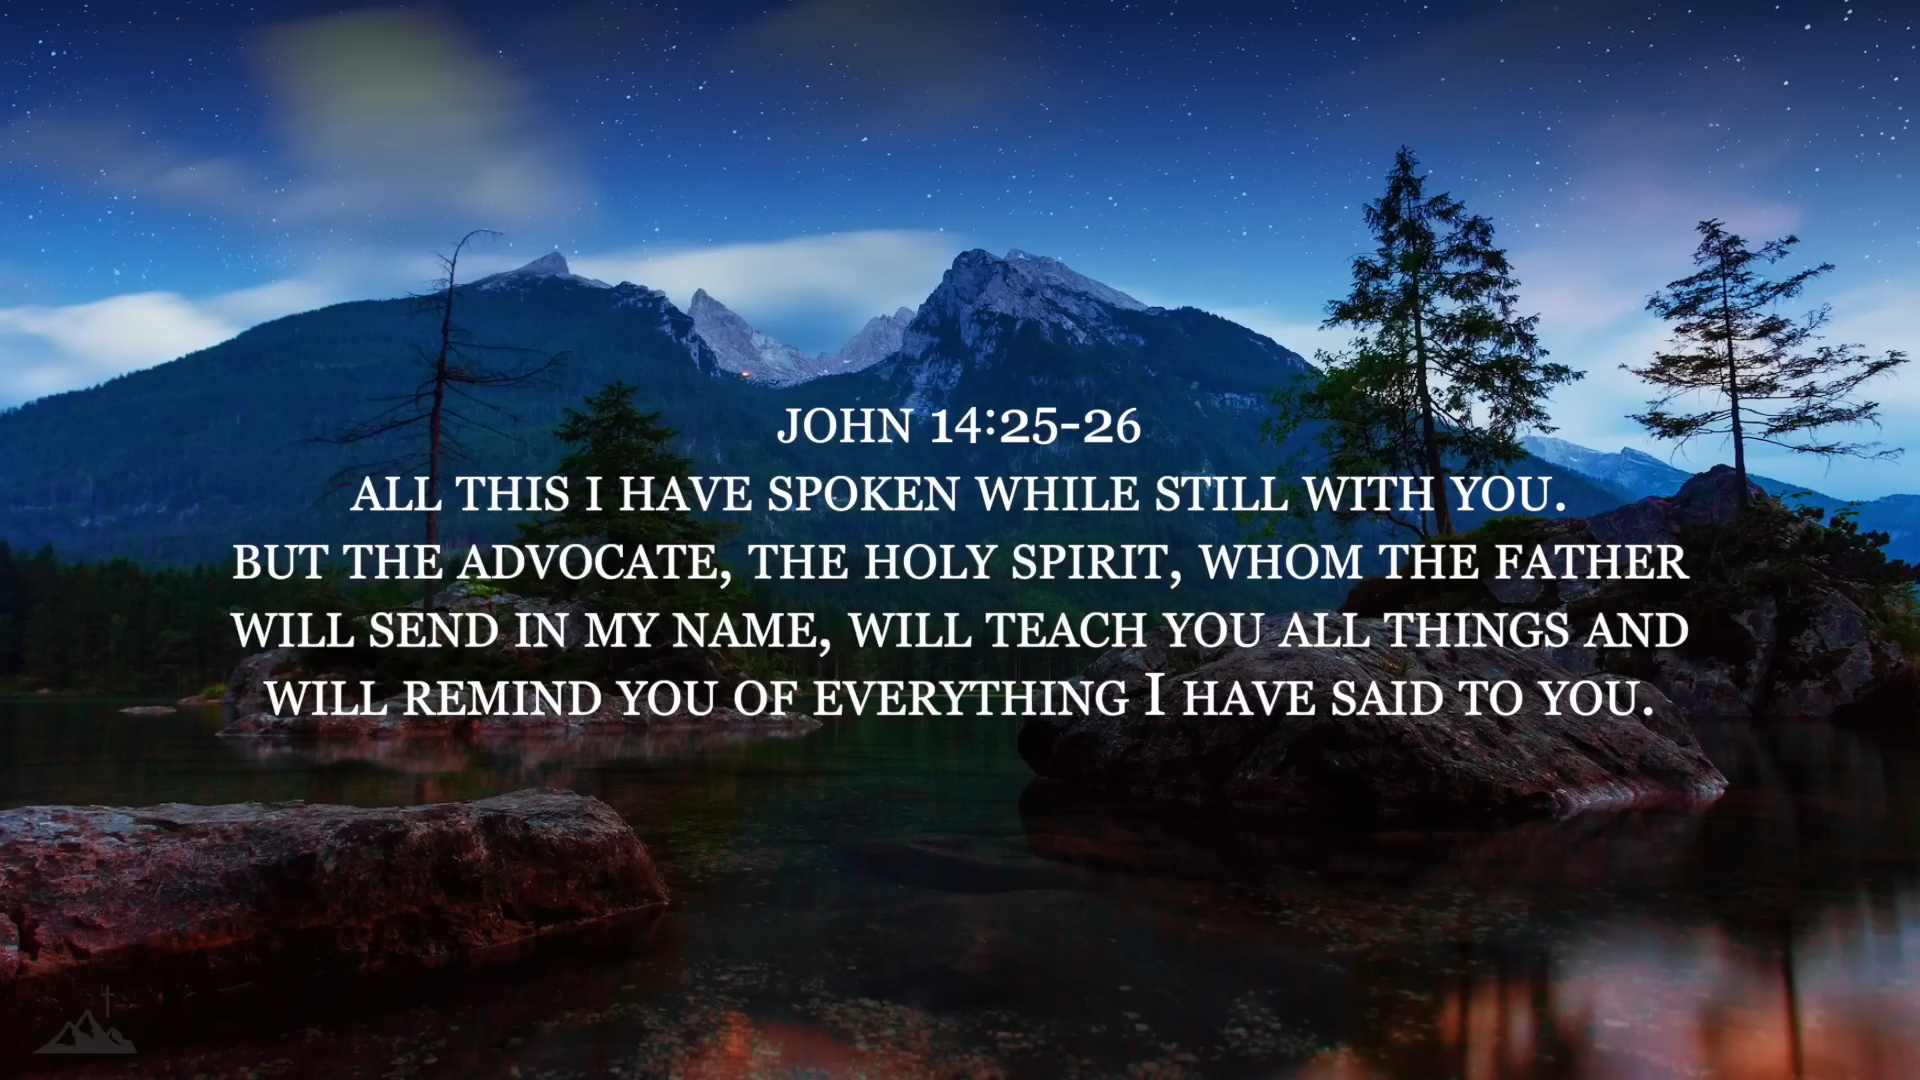 JOHN 14:25-26
ALL THIS I HAVE SPOKEN WHILE STILL WITH YOU.
BUT THE ADVOCATE, THE HOLY SPIRIT, WHOM THE FATHER
WILL SEND IN MY NAME, WILL TEACH YOU ALL THINGS AND
WILL REMIND YOU OF EVERYTHING I HAVE SAID TO YOU.